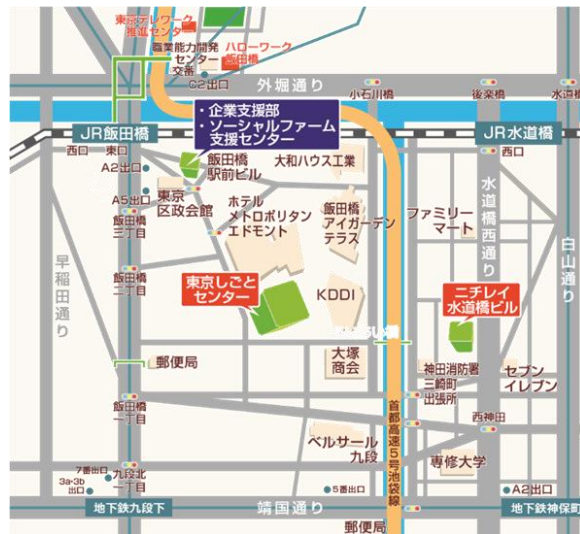 東京テレワーク
推進センター
職業能力開発
センター
ハローワーク
飯田橋
交番
C2出口
外堀通り
小石川橋
後楽橋
水道橋
・企業支援部
・ソーシャルファーム
支援センター
JR飯田橋
JR水道橋
西口
東口
西口
A2出口
飯田橋
駅前ビル
大和ハウス工業
A5出口
東京
区政会館
ホテル
メトロポリタン
エドモント
飯田橋
アイガーデン
テラス
ファミリー
マート
水道橋西通り
白山通り
飯田橋
三丁目
早稲田通り
飯田橋
二丁目
東京しごと
センター
KDDI
ニチレイ
水道橋ビル
郵便局
大塚
商会
神田消防署
三崎町
出張所
セブン
イレブン
飯田橋
一丁目
首都高速5号池袋線
西神田
ベルサール
九段
専修大学
7番出口
3a・3b
出口
九段北
一丁目
5番出口
A2出口
地下鉄九段下
靖国通り
地下鉄神保町
郵便局